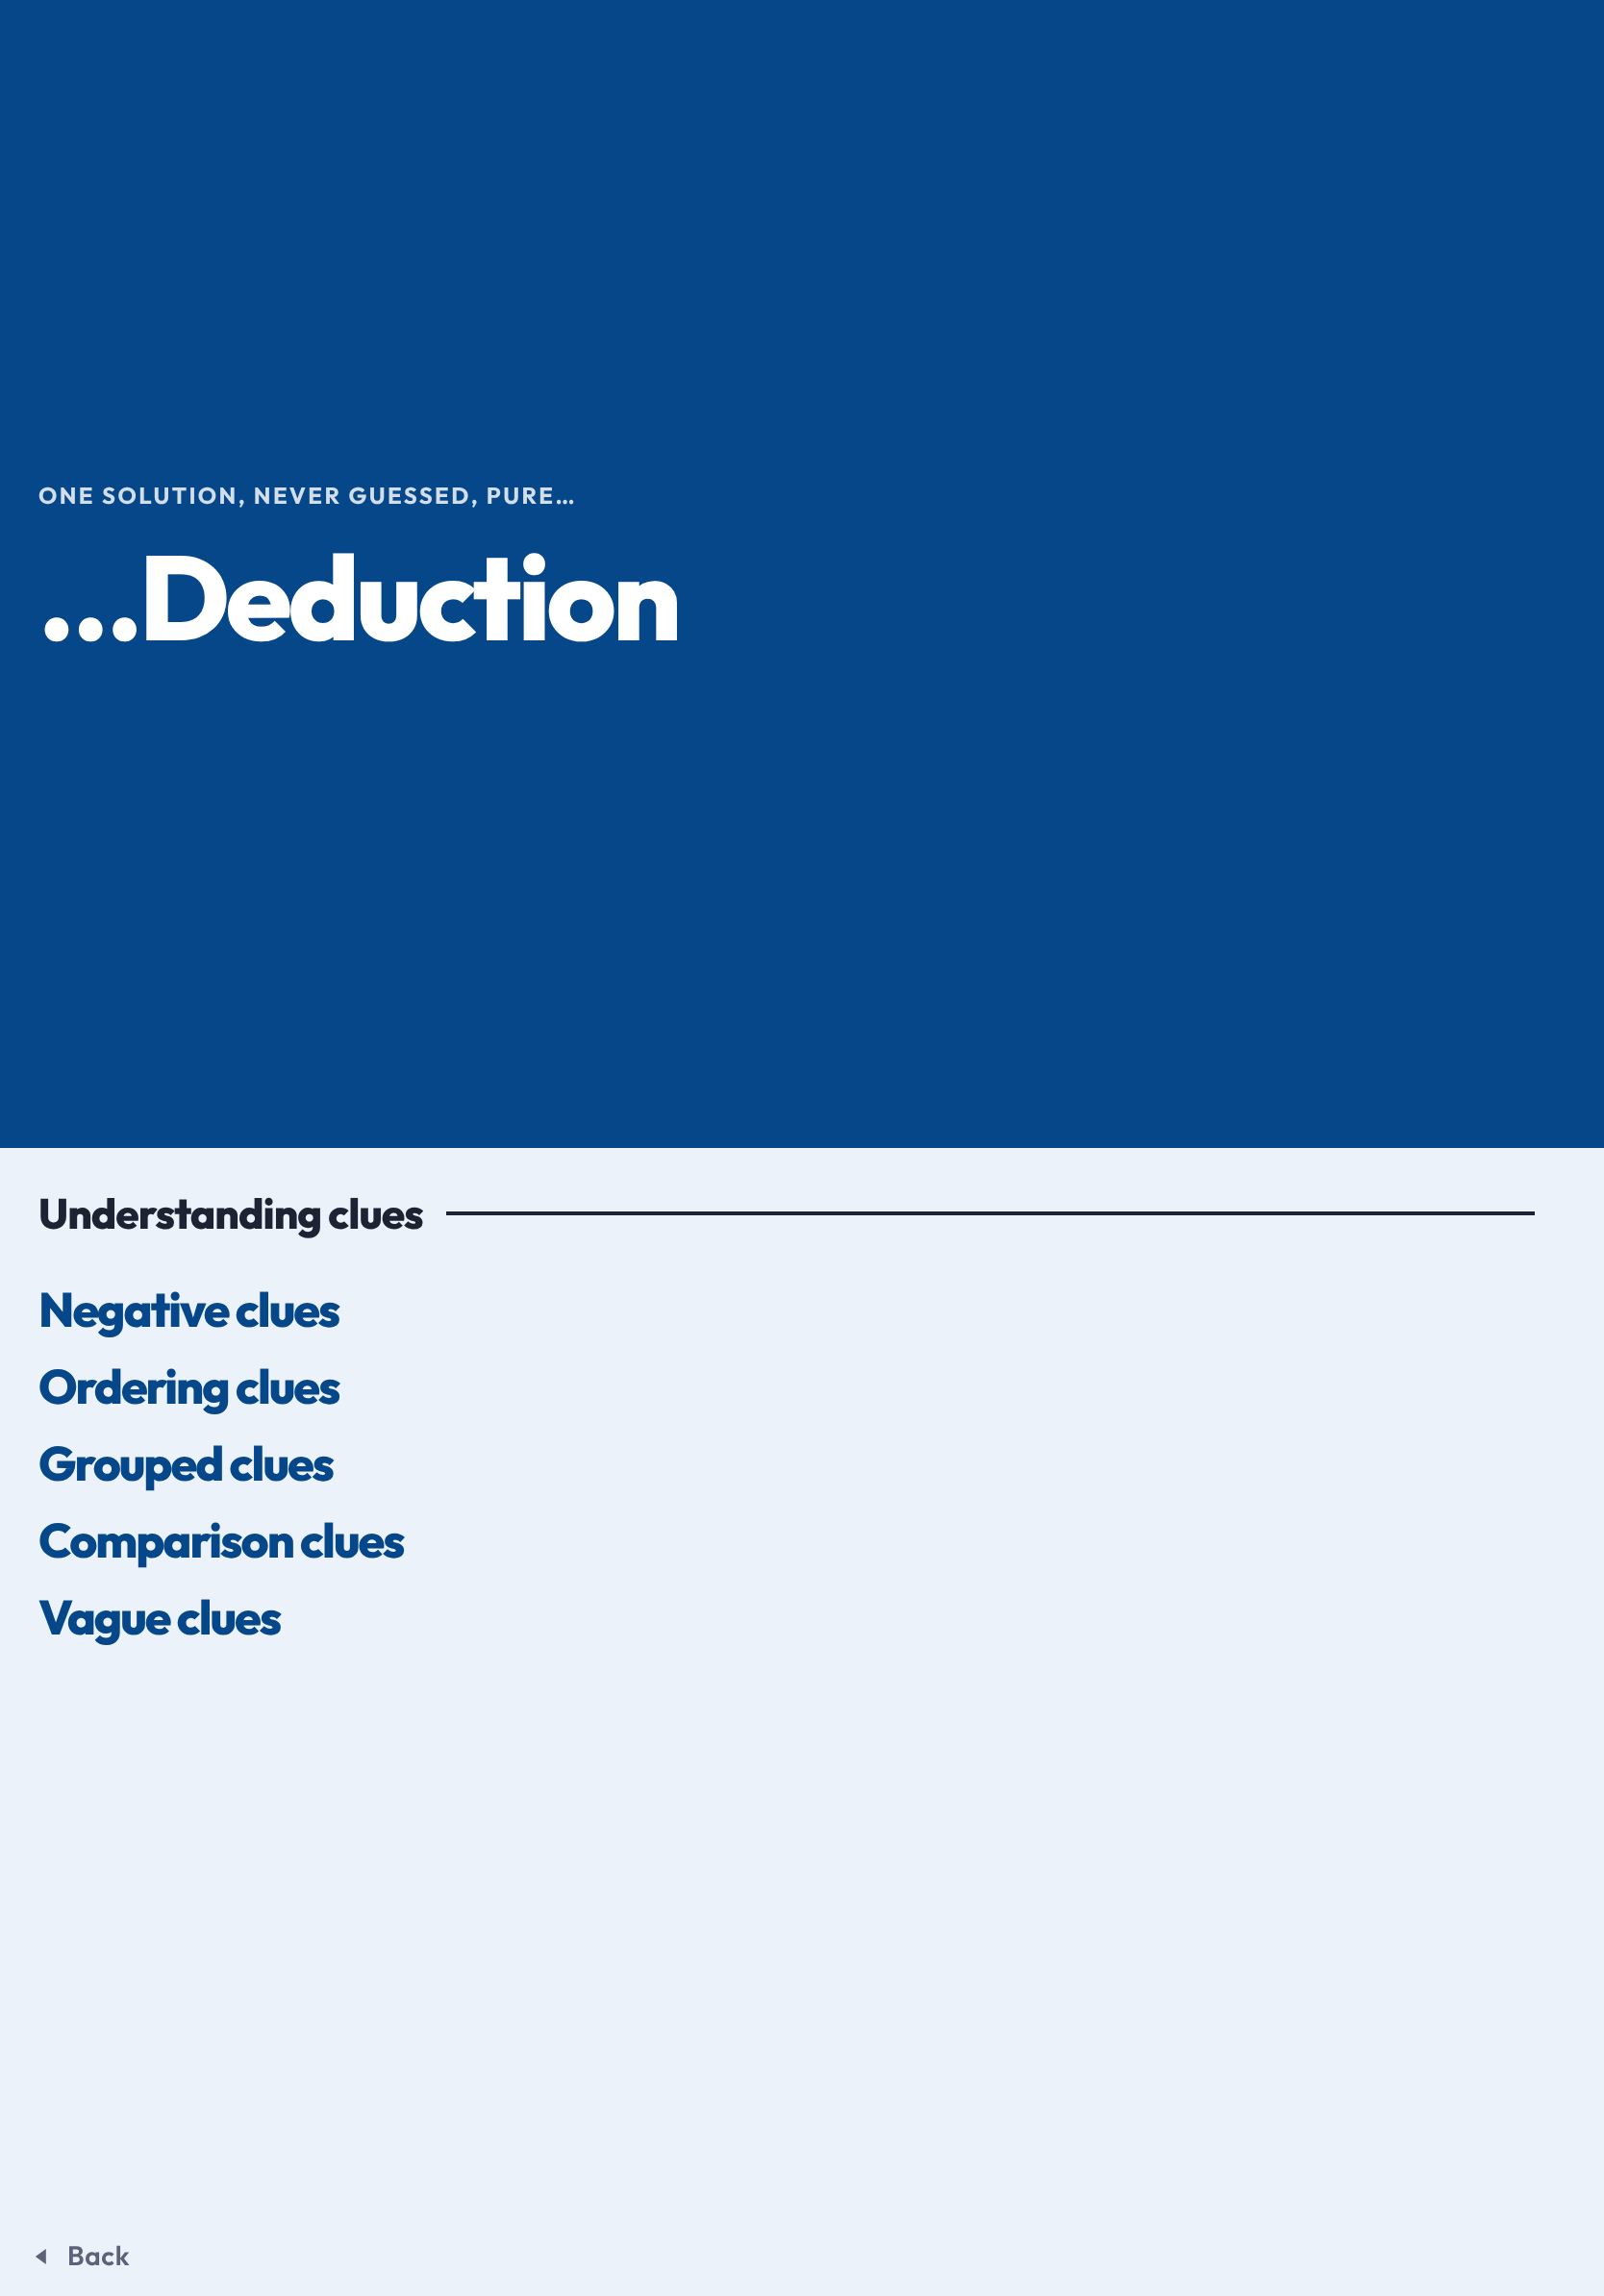 ONE SOLUTION, NEVER GUESSED, PURE...
...Deduction
Understanding clues
Negative clues
Ordering clues
Grouped clues
Comparison clues
Vague clues
Back